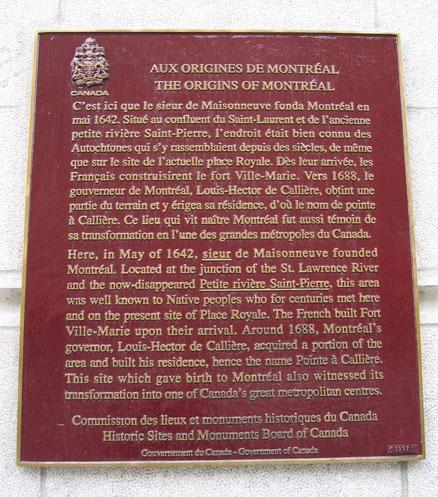 CANADA
AUX ORIGINES DE MONTRÉAL
THE ORIGINS OF MONTRÉAL
C'est ici que le sieur de Maisonneuve fonda Montréal en
mai 1642. Situé au confluent du Saint-Laurent et de l'ancienne
petite rivière Saint-Pierre, l'endroit était bien connu des
Autochtones qui s'y rassemblaient depuis des siècles, de même
que sur le site de l'actuelle place Royale. Dès leur arrivée, les
Français construisirent le fort Ville-Marie. Vers 1688, le
gouverneur de Montréal, Louis-Hector de Callière, obtint une
partie du terrain et y érigea sa résidence, d'où le nom de pointe
à Callière. Ce lieu qui vit naître Montréal fut aussi témoin de
sa transformation en l'une des grandes métropoles du Canada.
Here, in May of 1642, sieur de Maisonneuve founded
Montréal. Located at the junction of the St. Lawrence River
and the now-disappeared Petite rivière Saint-Pierre, this area
was well known to Native peoples who for centuries met here
and on the present site of Place Royale. The French built Fort
Ville-Marie upon their arrival. Around 1688, Montréal's
governor, Louis-Hector de Callière, acquired a portion of the
area and built his residence, hence the name Pointe à Callière.
This site which gave birth to Montréal also witnessed its
transformation into one of Canada's great metropolitan centres.
Commission des lieux et monuments historiques du Canada
Historic Sites and Monuments Board of Canada
Gouvernement du Canada - Government of Canada